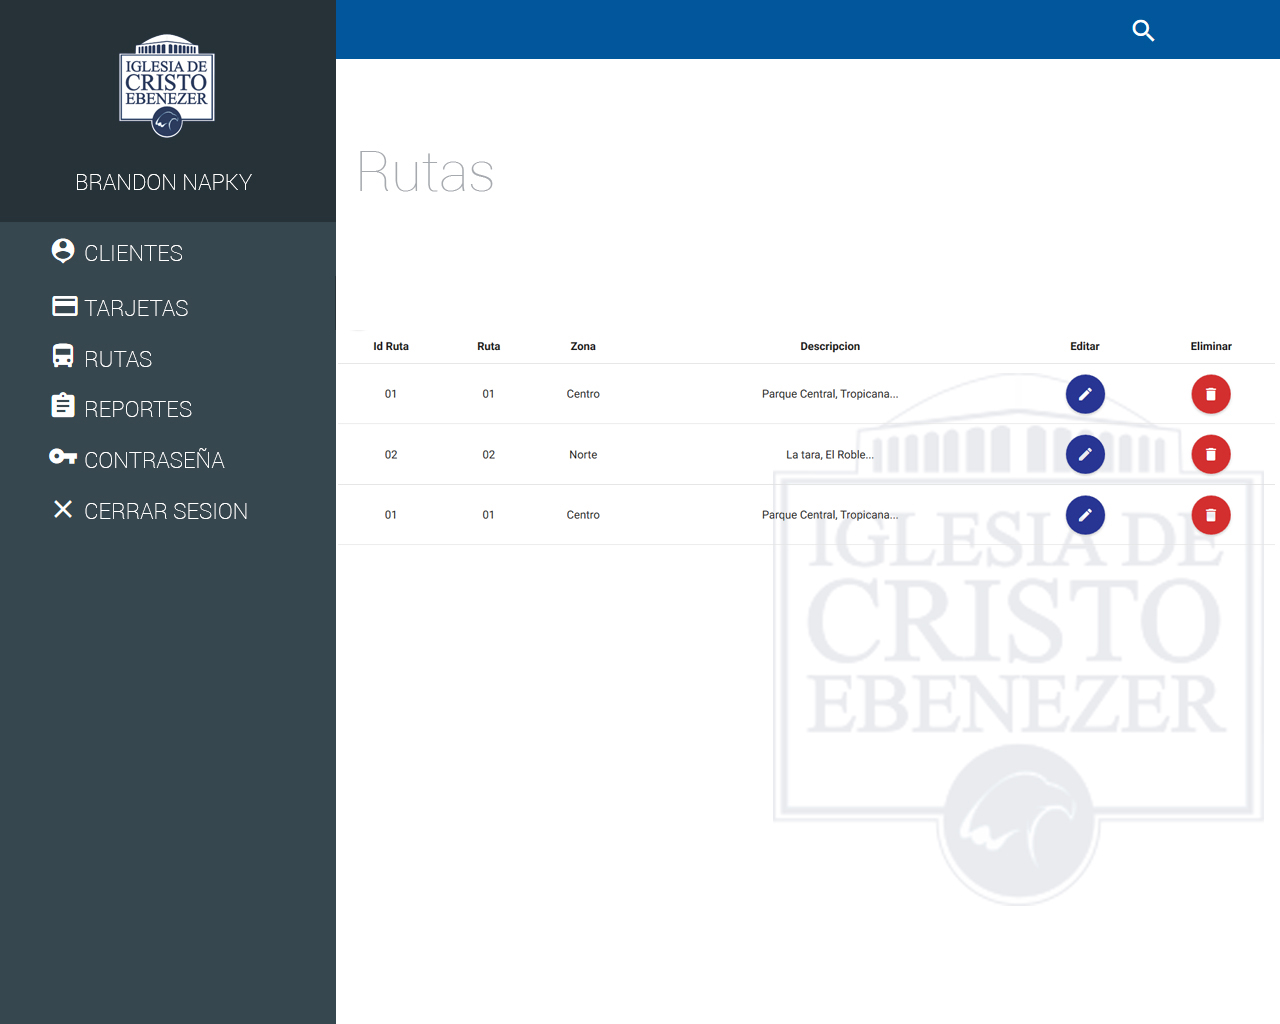 IGLESIA DE
CRISTO
EBENEZER
BRANDON NAPKY
CLIENTES
TARJETAS
RUTAS
REPORTES
CONTRASEÑA
CERRAR SESION
Rutas
Id Ruta Ruta Zona Descripcion Editar Eliminar
01 01 Centro Parque Central, Tropicana...
02 02 Norte La tara, El Roble...
01 01 Centro Parque Central, Tropicana...
IGLESIA DE
CRISTO
EBENEZER